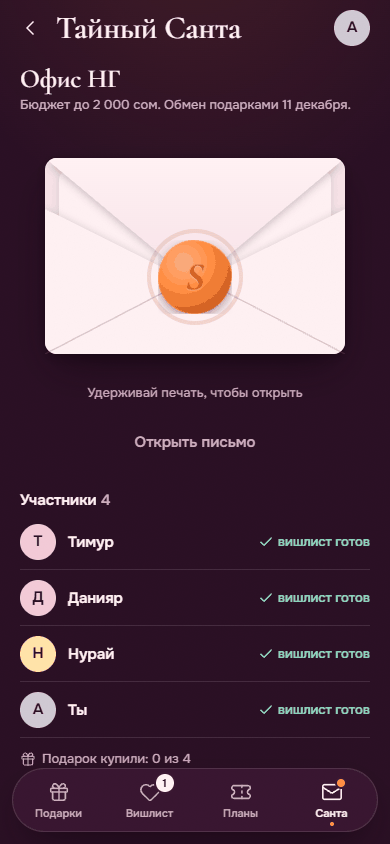 Тайный Санта
А
Офис НГ
Бюджет до 2 000 сом. Обмен подарками 11 декабря.
S
Удерживай печать, чтобы открыть
Открыть письмо
Участники 4
Т Тимур вишлист готов
Д Данияр вишлист готов
Н Нурай вишлист готов
А Ты вишлист готов
Подарок купили: 0 из 4
1
Подарки Вишлист Планы Санта